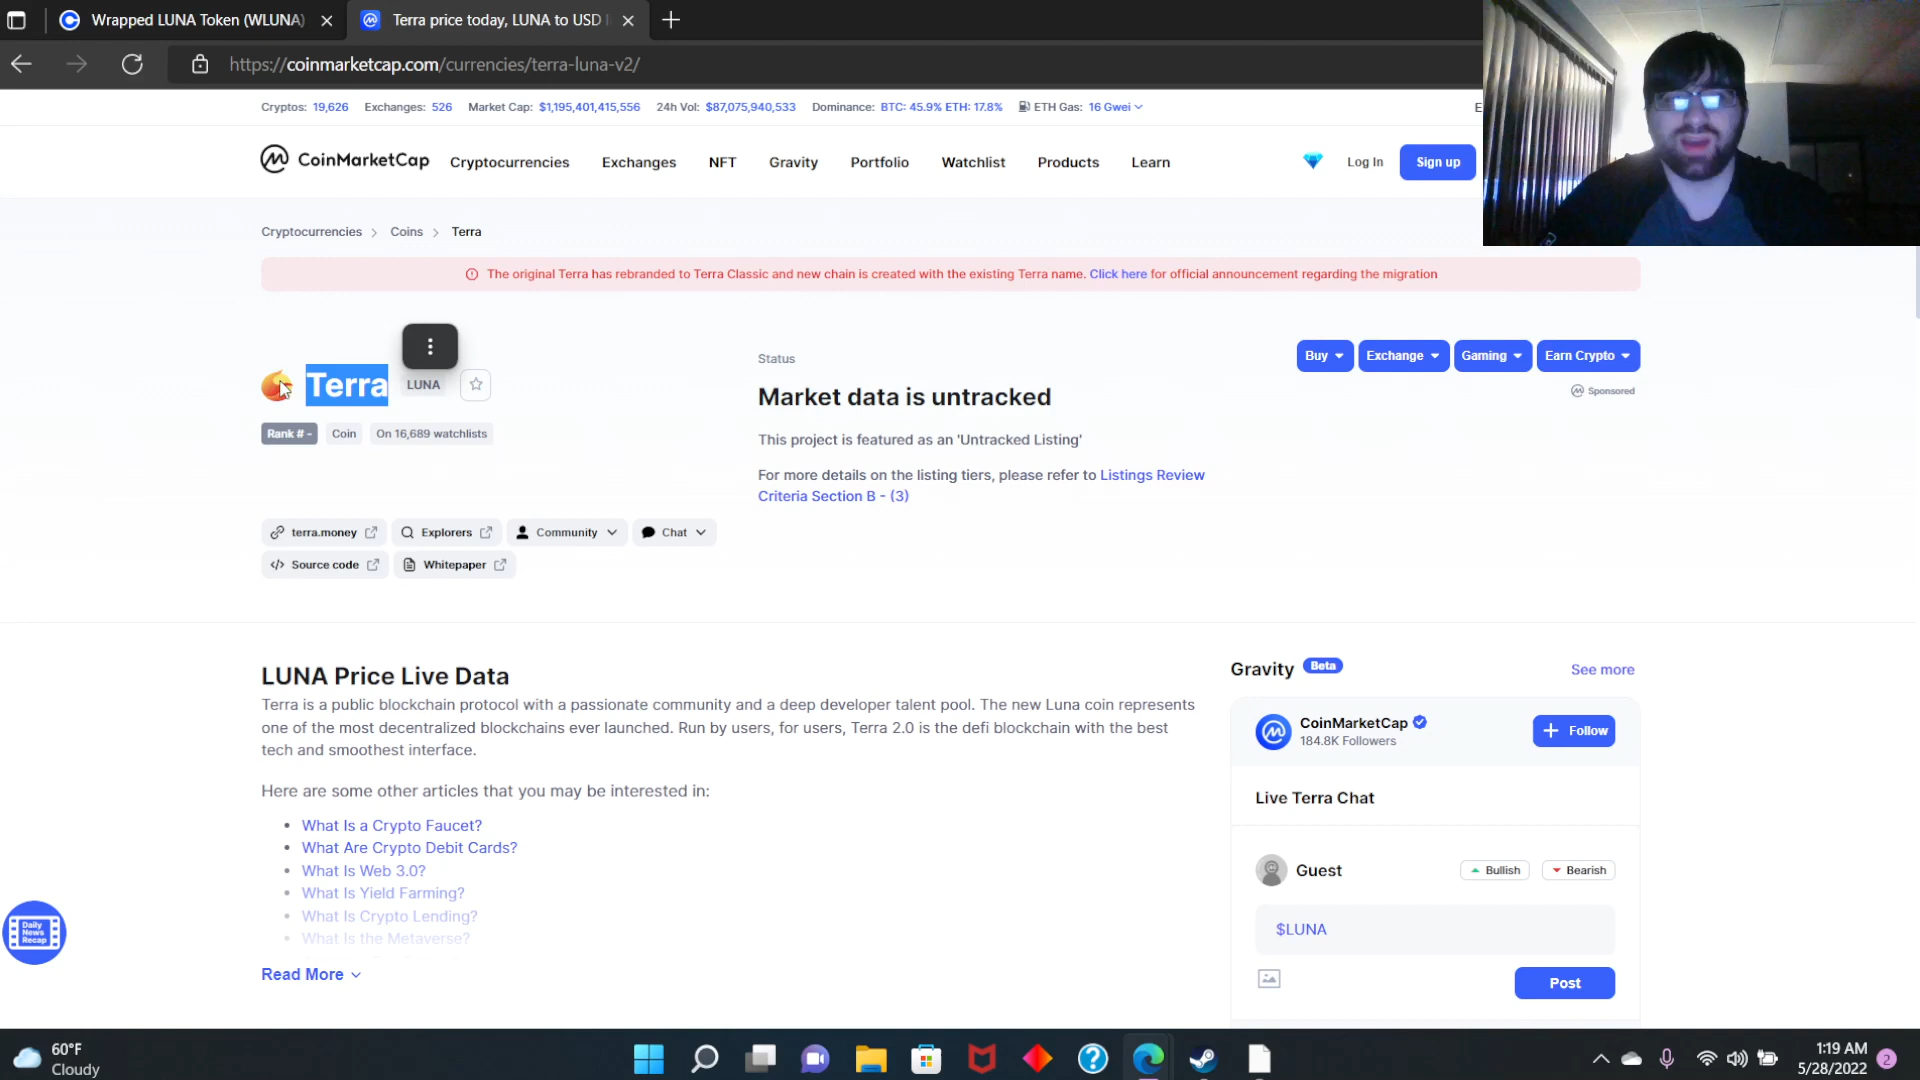 Wrapped LUNA Token (WLUNA)
Terra price today, LUNA to USD
https://coinmarketcap.com/currencies/terra-luna-v2/
Cryptos: 19,626 Exchanges: 526 Market Cap: $1,195,401,415,556 24h Vol: $87,075,940,533 Dominance: BTC: 45.9% ETH: 17.8% ETH Gas: 16 Gwei
CoinMarketCap Cryptocurrencies Exchanges NFT Gravity Portfolio Watchlist Products Learn Log In Sign up
Cryptocurrencies > Coins > Terra
The original Terra has rebranded to Terra Classic and new chain is created with the existing Terra name. Click here for official announcement regarding the migration
Terra LUNA
Rank # - Coin On 16,689 watchlists
terra.money Explorers Community Chat
Source code Whitepaper
Status
Market data is untracked
This project is featured as an 'Untracked Listing'
For more details on the listing tiers, please refer to Listings Review
Criteria Section B - (3)
Buy Exchange Gaming Earn Crypto
Sponsored
LUNA Price Live Data
Terra is a public blockchain protocol with a passionate community and a deep developer talent pool. The new Luna coin represents
one of the most decentralized blockchains ever launched. Run by users, for users, Terra 2.0 is the defi blockchain with the best
tech and smoothest interface.
Here are some other articles that you may be interested in:
• What Is a Crypto Faucet?
• What Are Crypto Debit Cards?
• What Is Web 3.0?
• What Is Yield Farming?
• What Is Crypto Lending?
• What Is the Metaverse?
Read More
Gravity Beta See more
CoinMarketCap
184.8K Followers
+ Follow
Live Terra Chat
Guest Bullish Bearish
$LUNA
Post
Daily
News
Recap
60°F
Cloudy
1:19 AM
5/28/2022
2